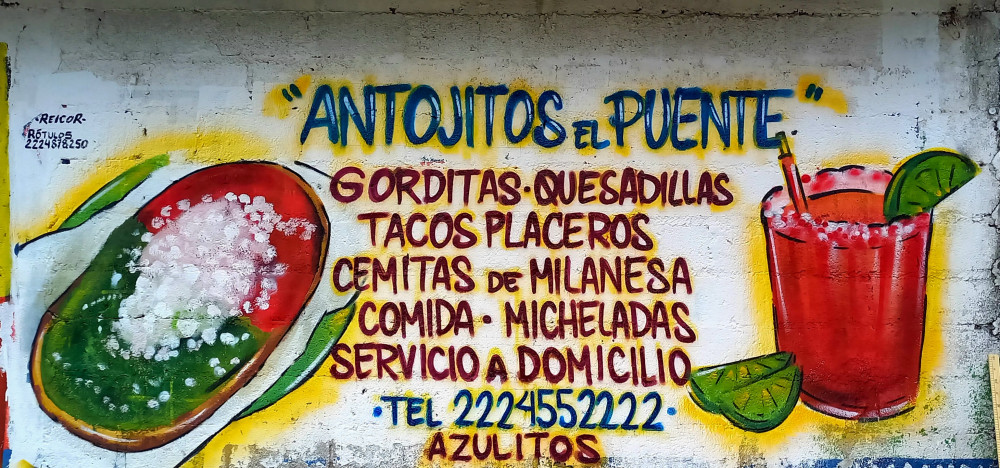 -REICOR-
RÓTULOS
2224878250
"ANTOJITOS EL PUENTE"
GORDITAS·QUESADILLAS
TACOS PLACEROS
CEMITAS DE MILANESA
COMIDA· MICHELADAS
SERVICIO A DOMICILIO
·TEL 2224552222·
AZULITOS